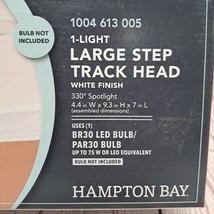 BULB NOT
INCLUDED
1004 613 005
1-LIGHT
LARGE STEP
TRACK HEAD
WHITE FINISH
330° Spotlight
4.4 in W x 9.3 in H x 7 in L
(assembled dimensions)
USES (1)
BR30 LED BULB/
PAR30 BULB
UP TO 75 W OR LED EQUIVALENT
BULB NOT INCLUDED
HAMPTON BAY